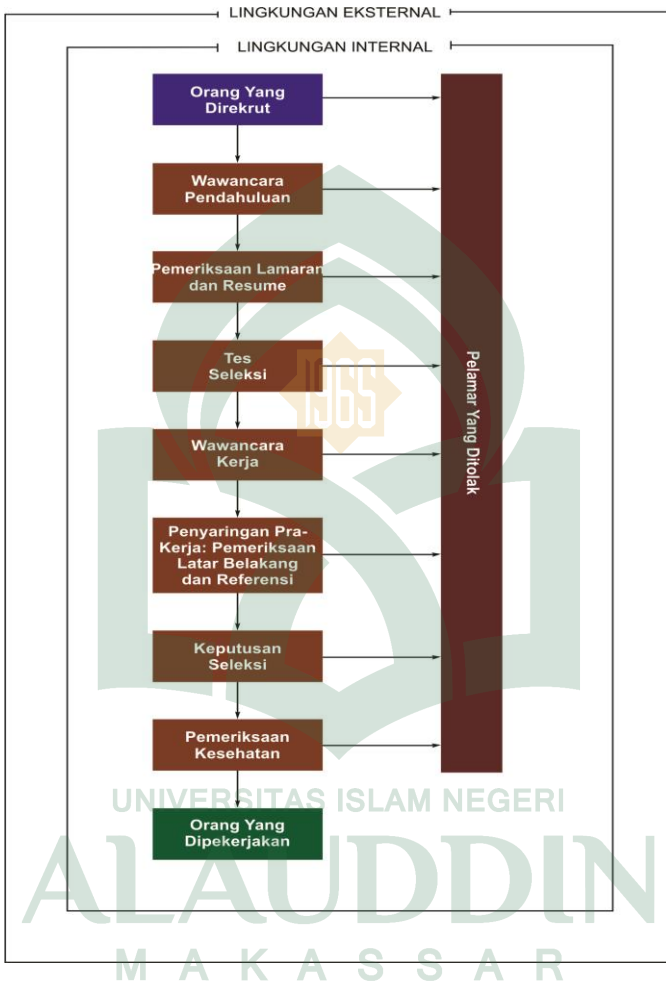 LINGKUNGAN EKSTERNAL
LINGKUNGAN INTERNAL
Orang Yang
Direkrut
Wawancara
Pendahuluan
Pemeriksaan Lamaran
dan Resume
Tes
Seleksi
1965
Wawancara
Kerja
Penyaringan Pra-
Kerja: Pemeriksaan
Latar Belakang
dan Referensi
Keputusan
Seleksi
Pemeriksaan
Kesehatan
Orang Yang
Dipekerjakan
Pelamar Yang Ditolak
UNIVERSITAS ISLAM NEGERI
ALAUDDIN
MAKASSAR